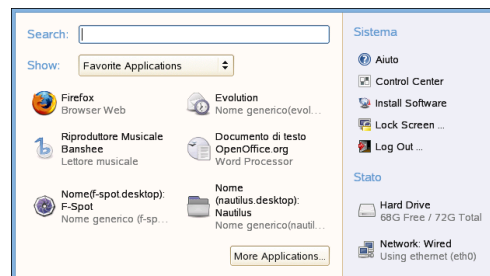 Search:
Show: Favorite Applications
Firefox
Browser Web
Evolution
Nome generico(evol...
Riproduttore Musicale
Banshee
Lettore musicale
Documento di testo
OpenOffice.org
Word Processor
Nome(f-spot.desktop):
F-Spot
Nome generico (f-sp...
Nome
(nautilus.desktop):
Nautilus
Nome generico(nautil...
More Applications...
Sistema
Aiuto
Control Center
Install Software
Lock Screen ...
Log Out ...
Stato
Hard Drive
68G Free / 72G Total
Network: Wired
Using ethernet (eth0)